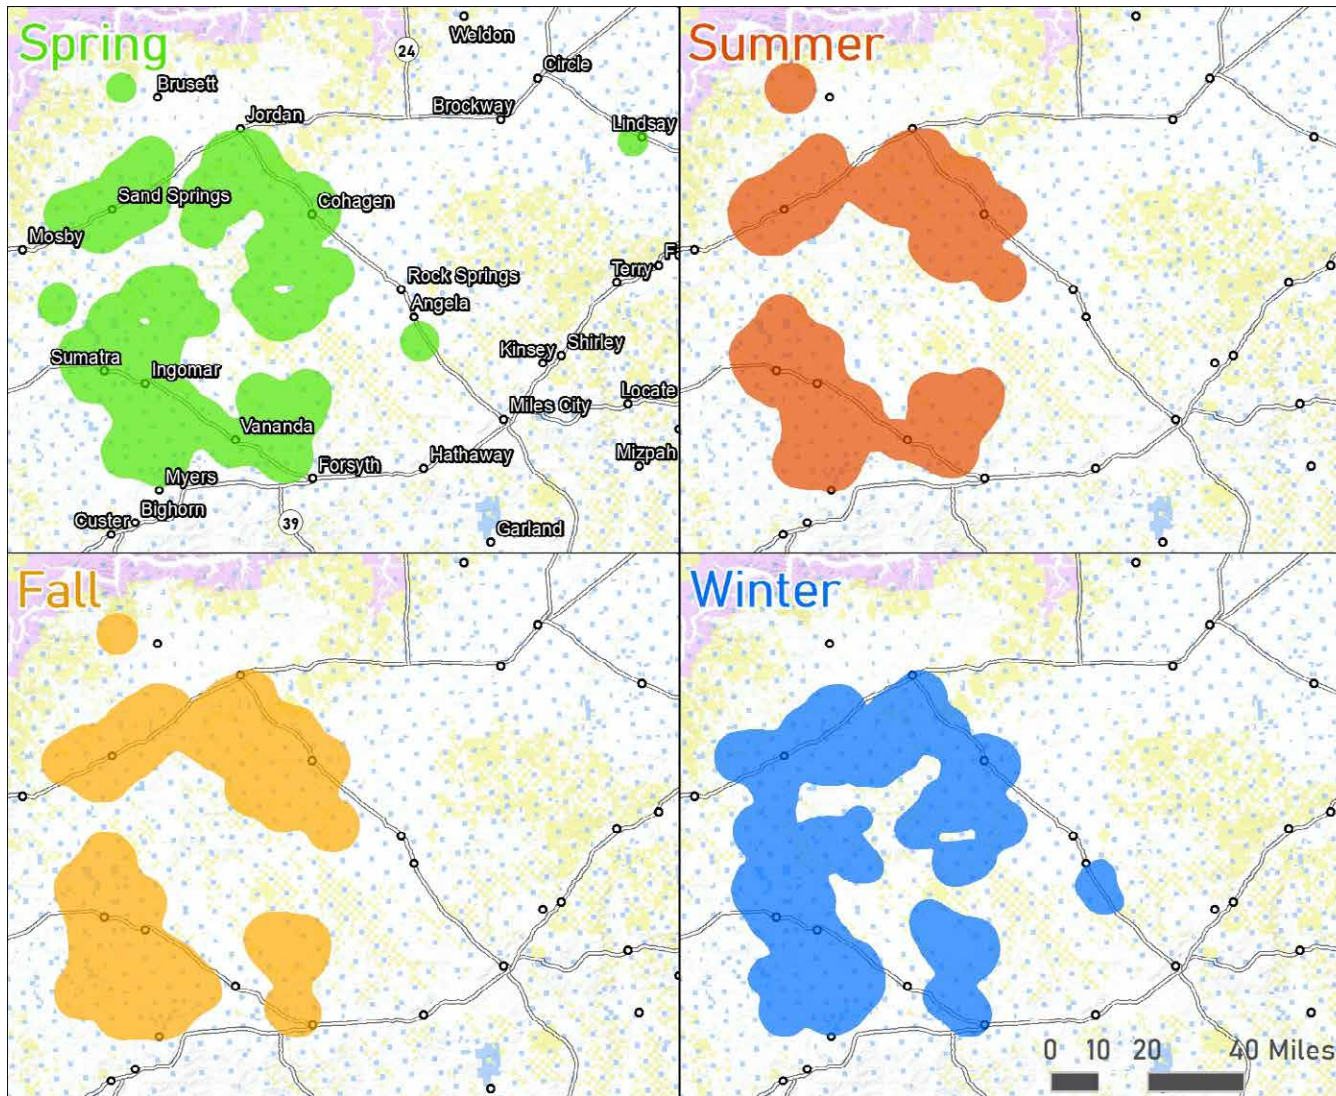 Spring
24
Weldon
Summer
Brusett
Circle
Jordan
Brockway
Lindsay
Sand Springs
Cohagen
Mosby
Rock Springs
Terry
Angela
Sumatra
Ingomar
Kinsey
Shirley
Locate
Vananda
Miles City
Myers
Forsyth
Hathaway
Mizpah
Custer
Bighorn
39
Garland
Fall
Winter
0 10 20 40 Miles